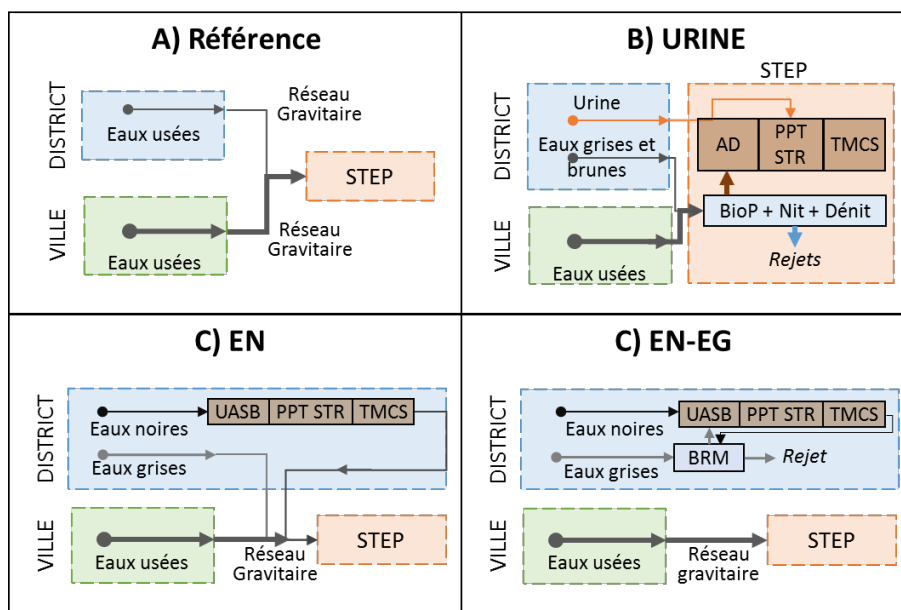 A) Référence
DISTRICT
Eaux usées
Réseau
Gravitaire
STEP
VILLE
Eaux usées
Réseau
Gravitaire
B) URINE
STEP
DISTRICT
Urine
Eaux grises et
brunes
AD
PPT
STR
TMCS
BioP + Nit + Dénit
Rejets
VILLE
Eaux usées
C) EN
DISTRICT
UASB
PPT STR
TMCS
Eaux noires
Eaux grises
VILLE
Eaux usées
Réseau
Gravitaire
STEP
C) EN-EG
DISTRICT
UASB
PPT STR
TMCS
Eaux noires
BRM
Rejet
Eaux grises
VILLE
Eaux usées
Réseau
gravitaire
STEP